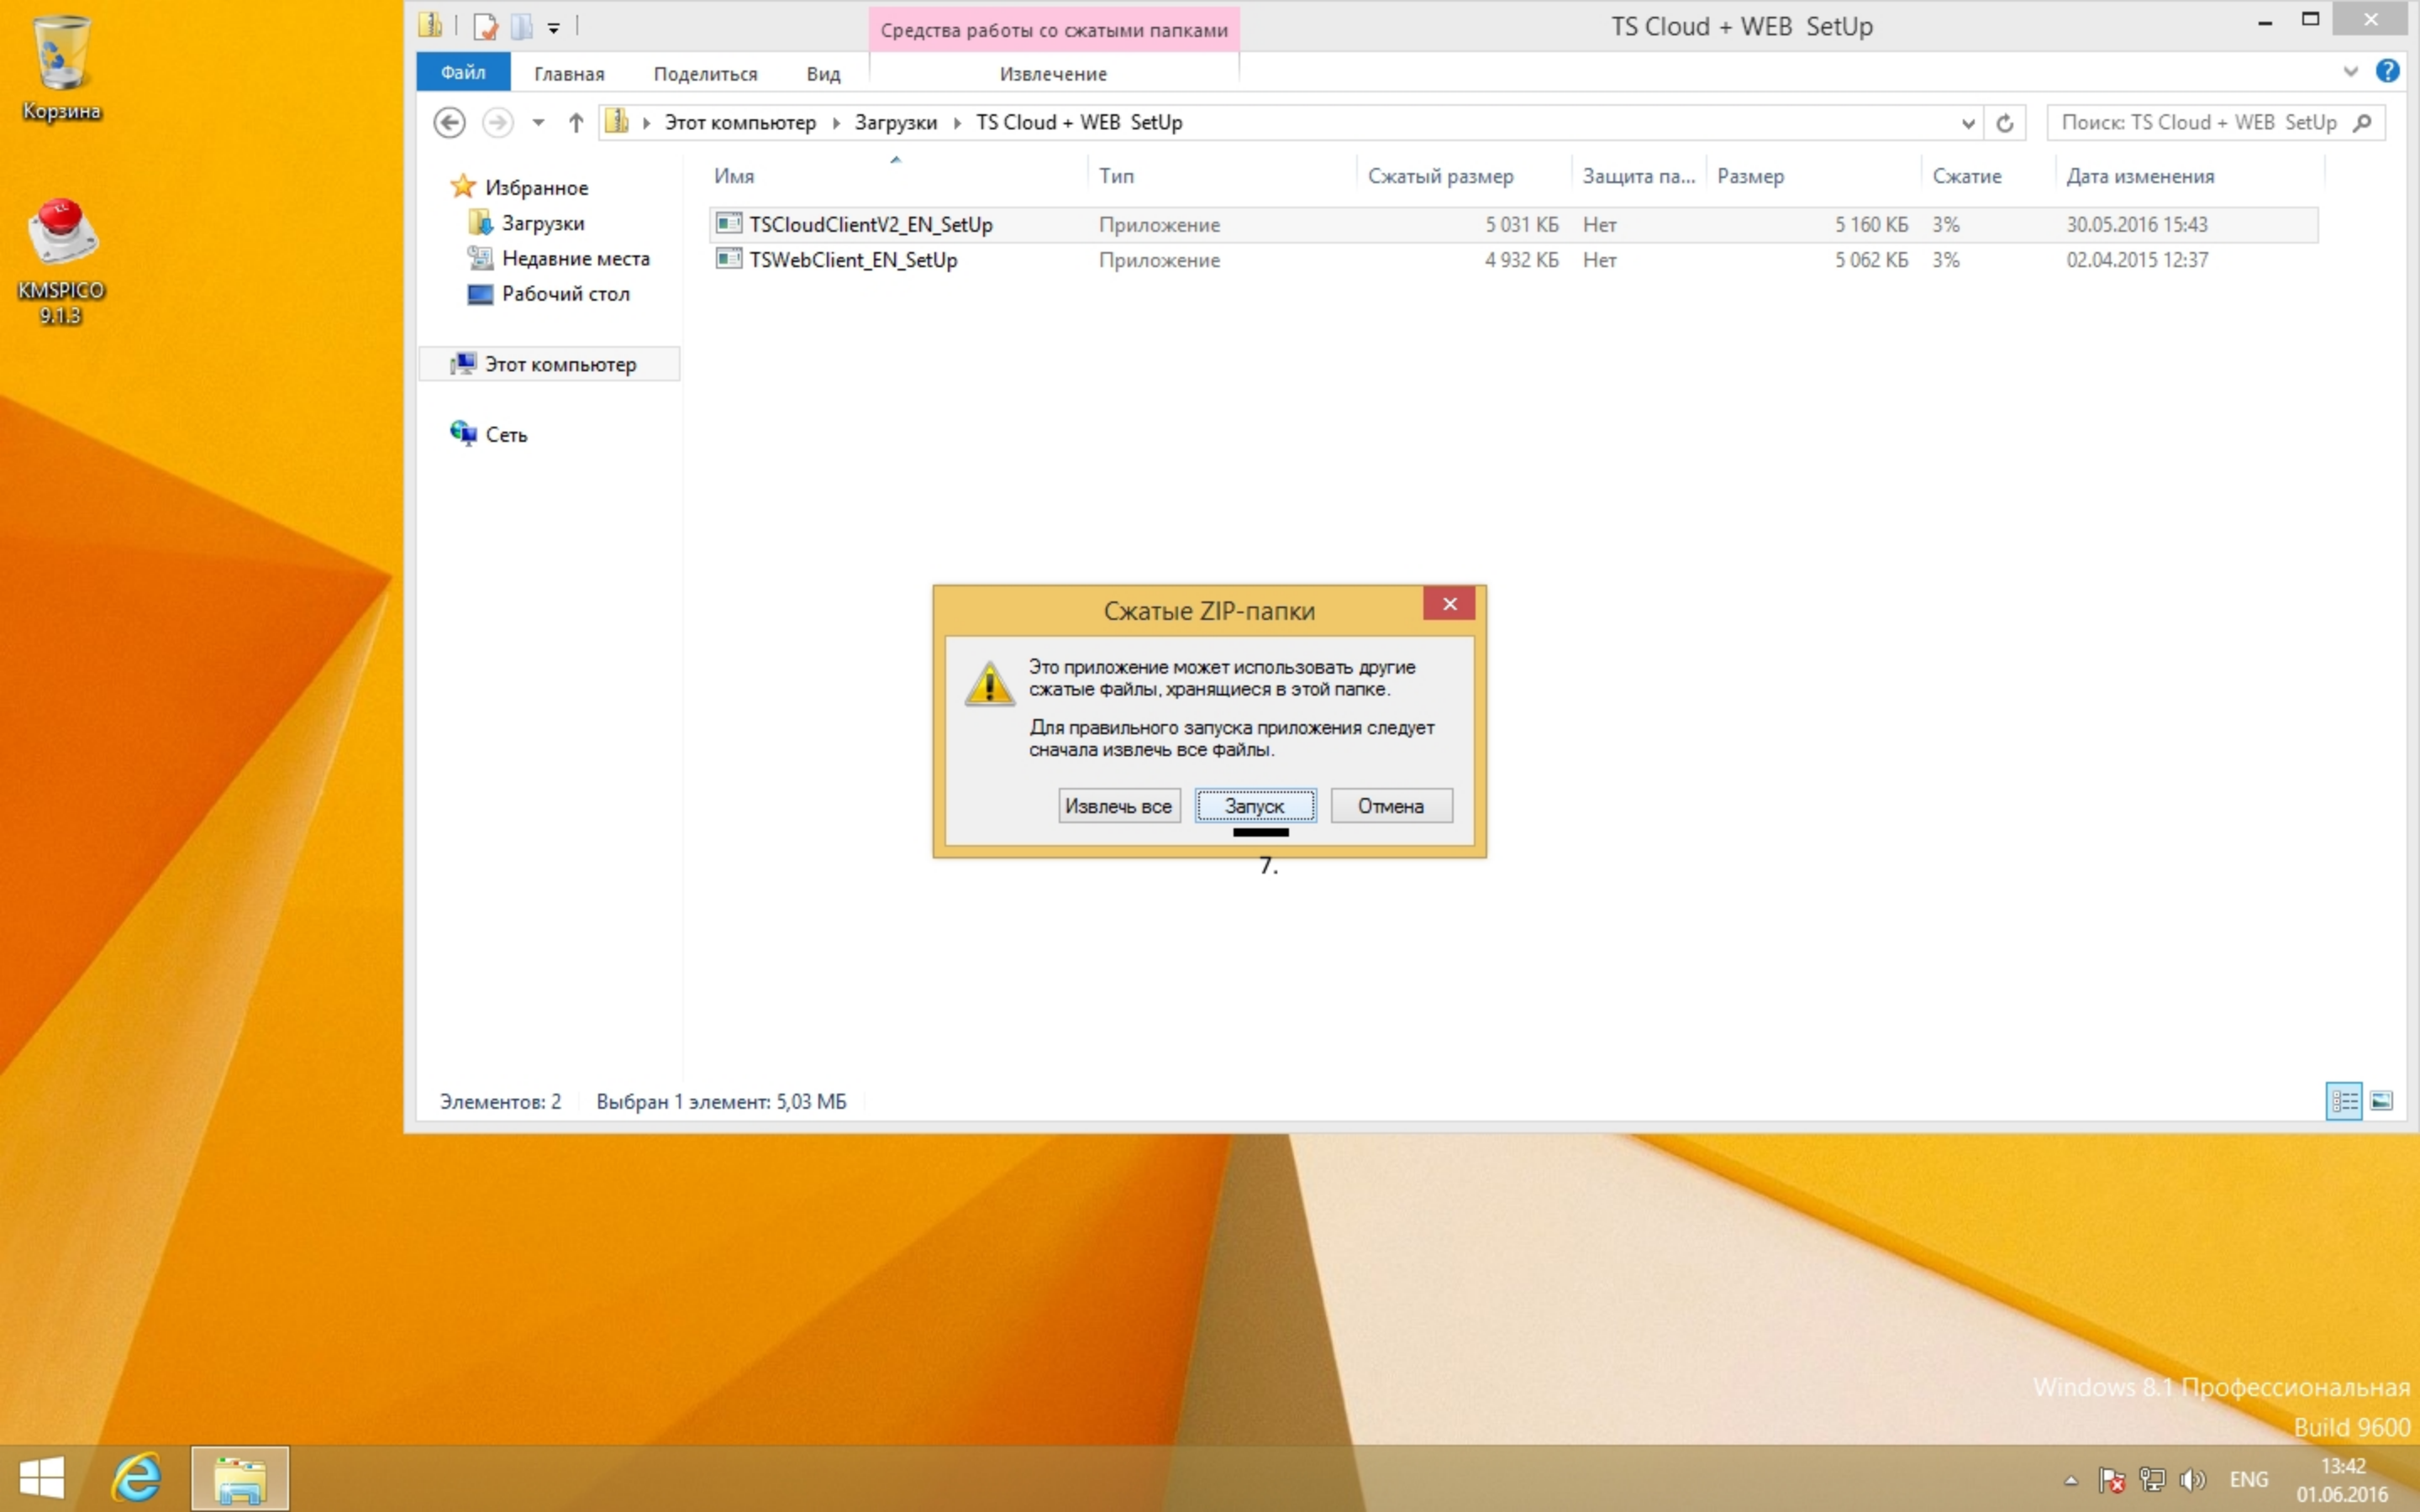 Корзина
KMSPICO
9.1.3
Средства работы со сжатыми папками
TS Cloud + WEB SetUp
Файл Главная Поделиться Вид Извлечение
Этот компьютер Загрузки TS Cloud + WEB SetUp
Поиск: TS Cloud + WEB SetUp
Избранное
Загрузки
Недавние места
Рабочий стол
Этот компьютер
Сеть
Имя Тип Сжатый размер Защита па... Размер Сжатие Дата изменения
TSCloudClientV2_EN_SetUp Приложение 5 031 КБ Нет 5 160 КБ 3% 30.05.2016 15:43
TSWebClient_EN_SetUp Приложение 4 932 КБ Нет 5 062 КБ 3% 02.04.2015 12:37
Сжатые ZIP-папки
Это приложение может использовать другие
сжатые файлы, хранящиеся в этой папке.
Для правильного запуска приложения следует
сначала извлечь все файлы.
Извлечь все Запуск Отмена
7.
Элементов: 2 Выбран 1 элемент: 5,03 МБ
Windows 8.1 Профессиональная
Build 9600
ENG
13:42
01.06.2016